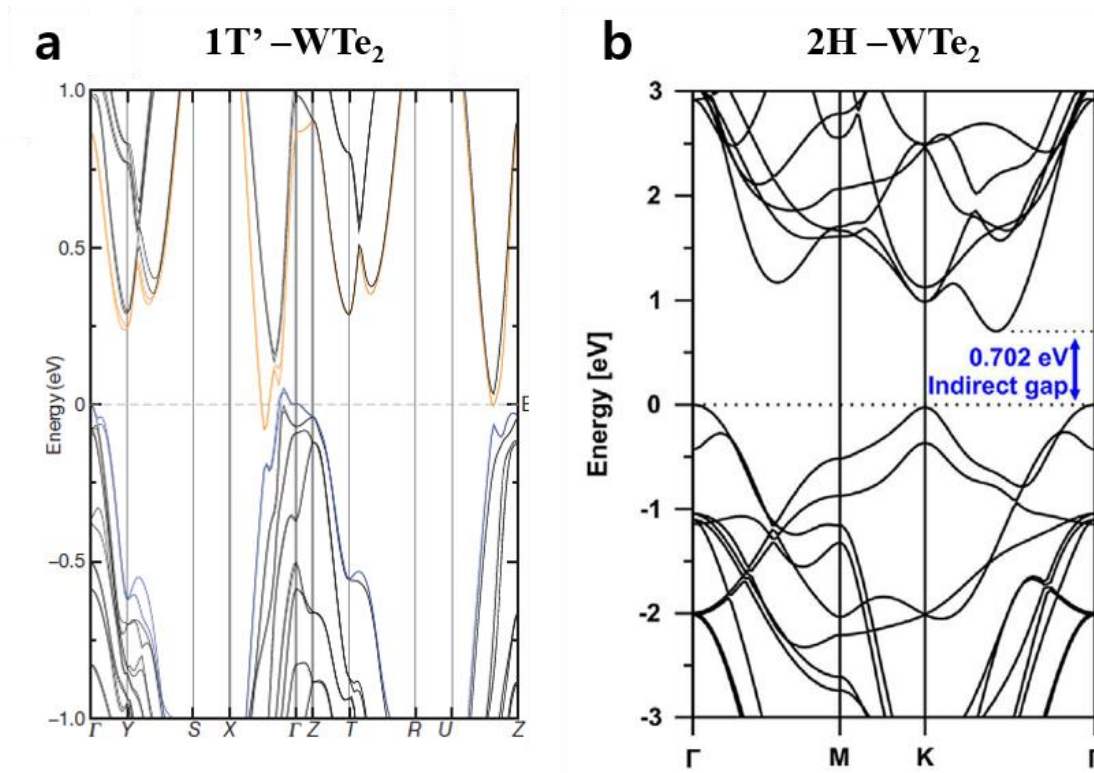 a
1T’ –WTe₂
1.0
0.5
0
−0.5
−1.0
Energy (eV)
E
Γ Y S X Γ Z T R U Z
b
2H –WTe₂
3
2
1
0
-1
-2
-3
Energy [eV]
0.702 eV
Indirect gap
Γ M K